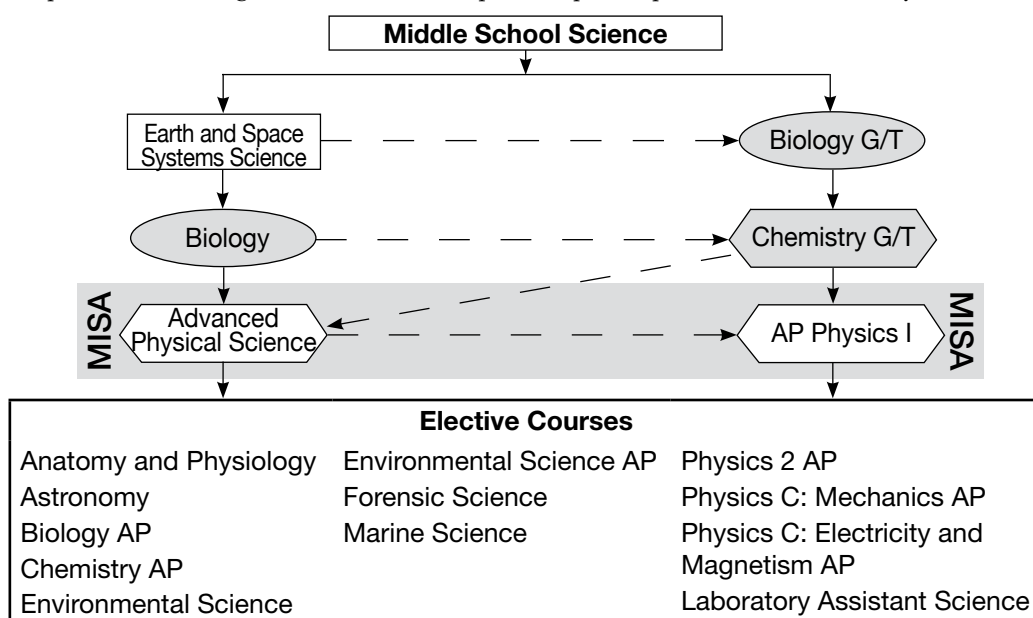 Middle School Science
Earth and Space
Systems Science
Biology G/T
Biology
Chemistry G/T
MISA
Advanced
Physical Science
AP Physics I
MISA
Elective Courses
Anatomy and Physiology
Astronomy
Biology AP
Chemistry AP
Environmental Science
Environmental Science AP
Forensic Science
Marine Science
Physics 2 AP
Physics C: Mechanics AP
Physics C: Electricity and
Magnetism AP
Laboratory Assistant Science